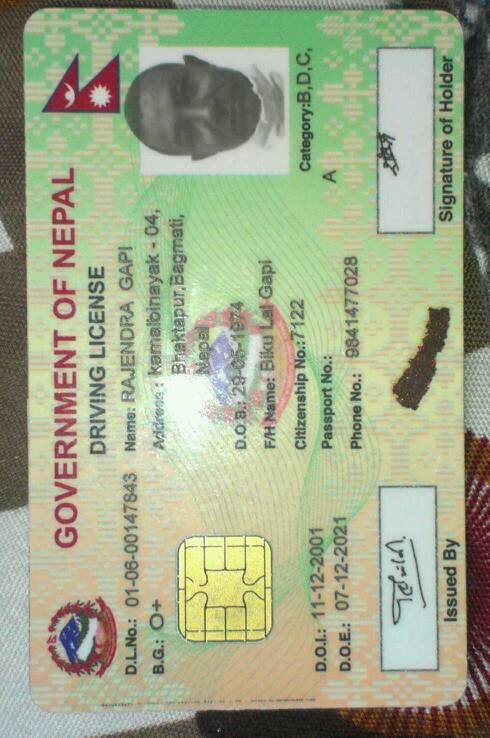 GOVERNMENT OF NEPAL
DRIVING LICENSE
D.L.No.: 01-06-00147843
B.G.: O+
Name: RAJENDRA GAPI
Address: kamalbinayak - 04,
Bhaktapur,Bagmati,
Nepal
D.O.B.: 29-05-1974
F/H Name: Biku Lal Gapi
Citizenship No.:7122
Passport No.:
Phone No.: 9841477028
Category:B,D,C,
A
D.O.I.: 11-12-2001
D.O.E.: 07-12-2021
Issued By
Signature of Holder